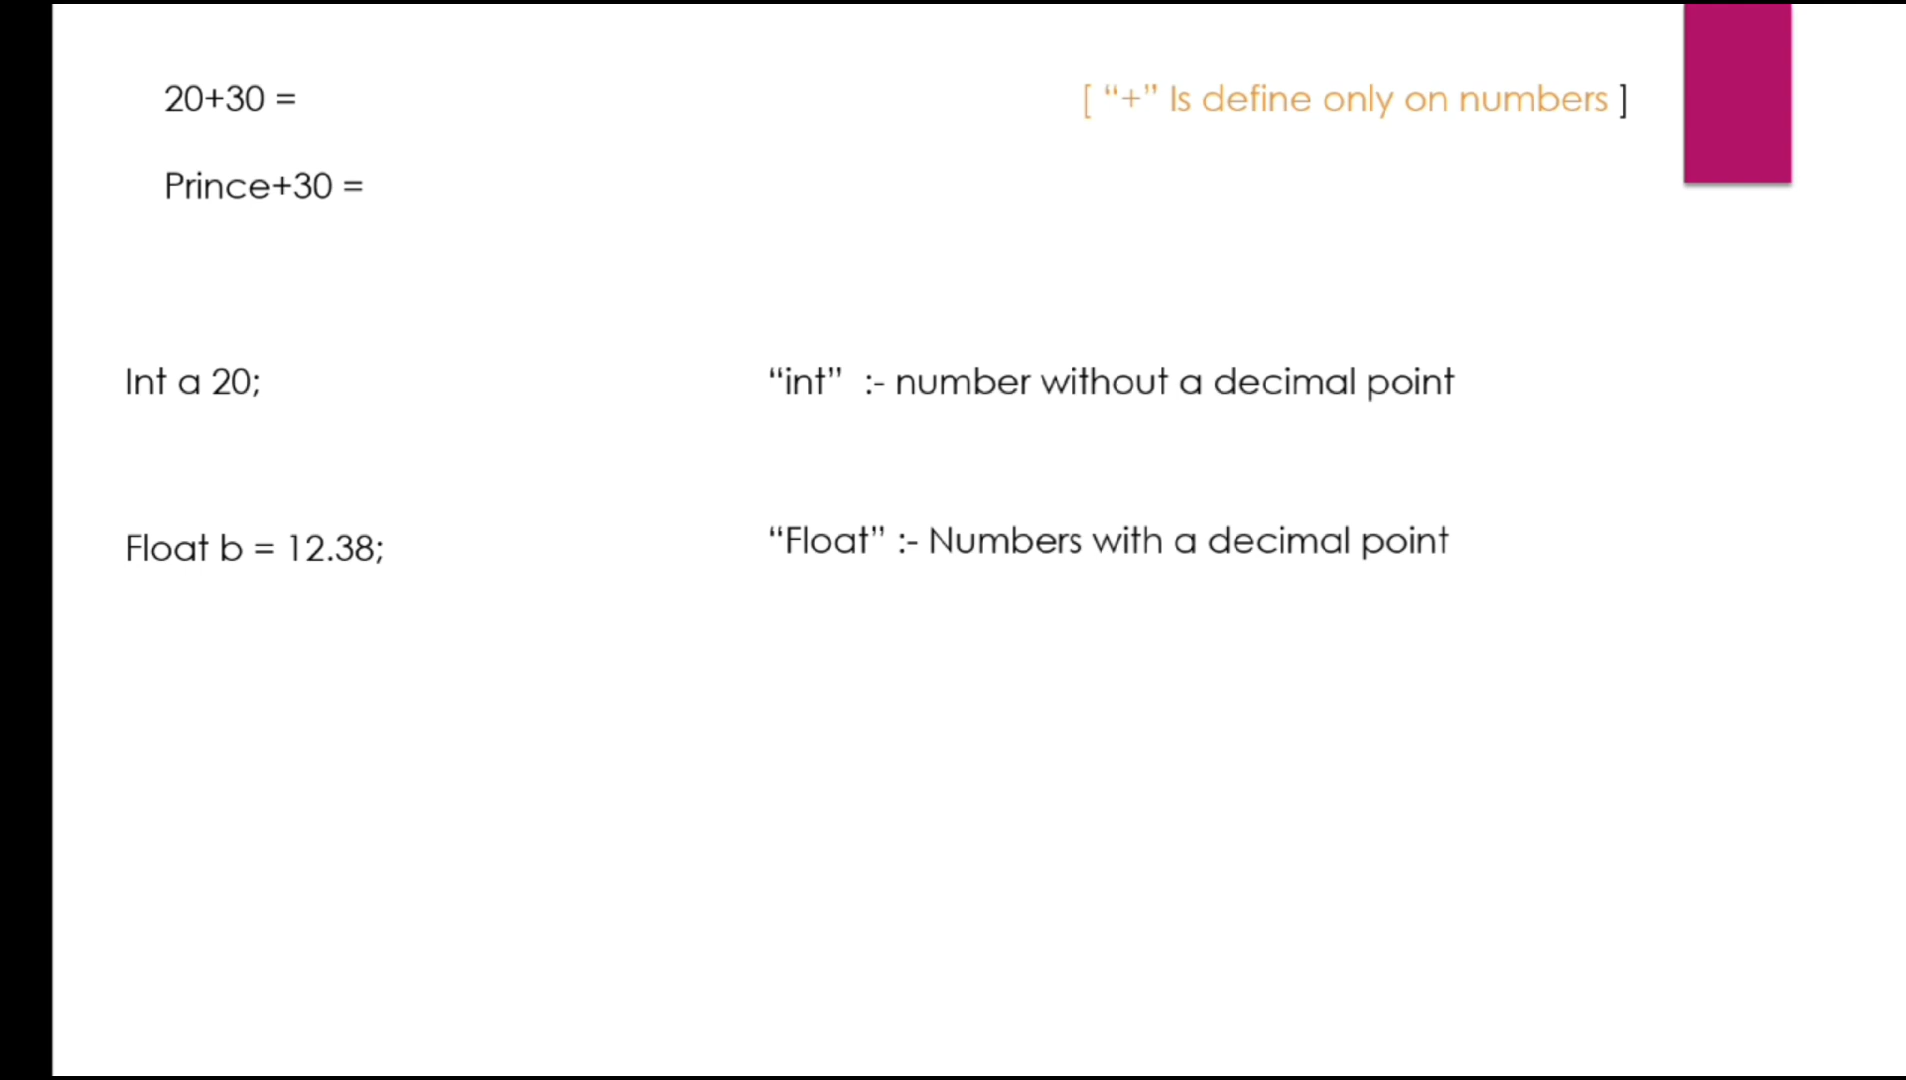 20+30 =
[ “+” Is define only on numbers ]
Prince+30 =
Int a 20;
“int” :- number without a decimal point
Float b = 12.38;
“Float” :- Numbers with a decimal point